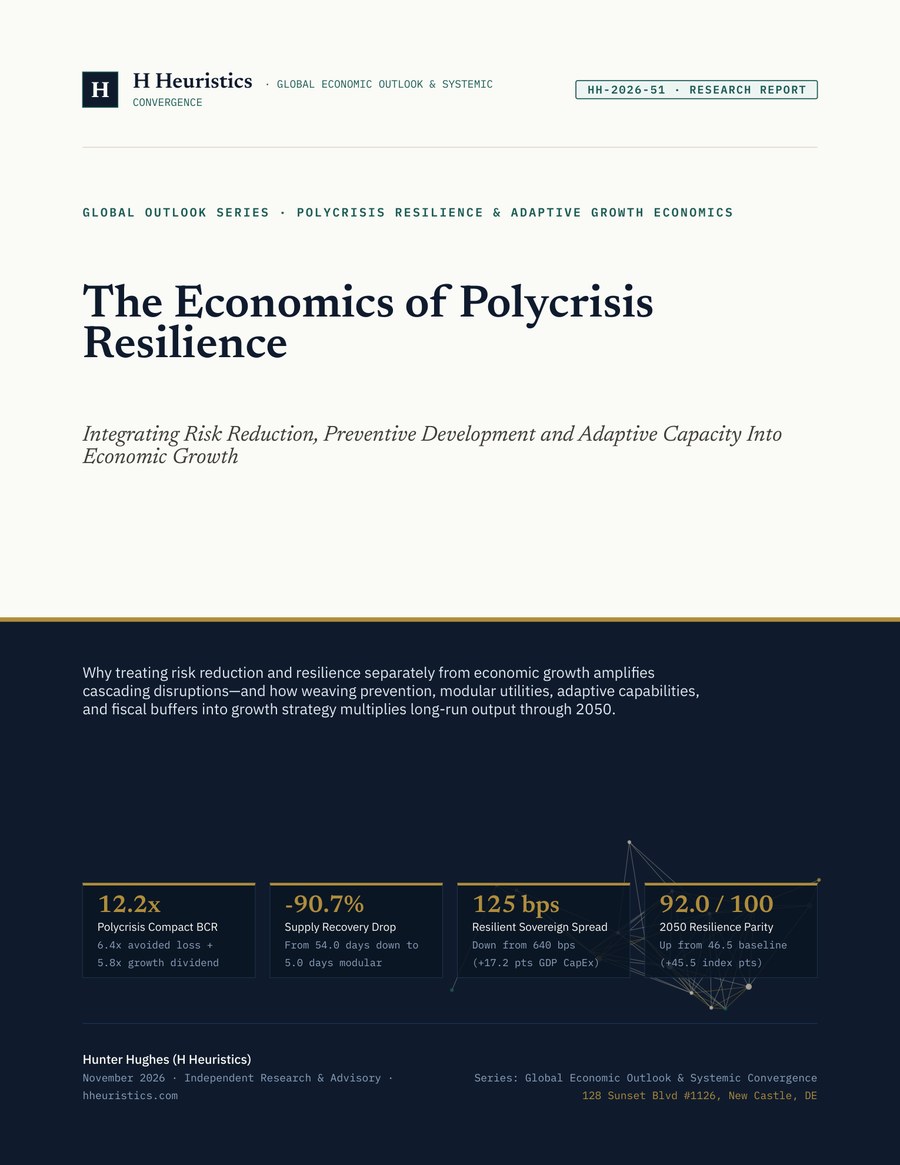 H
H Heuristics · GLOBAL ECONOMIC OUTLOOK & SYSTEMIC
CONVERGENCE
HH-2026-51 · RESEARCH REPORT
GLOBAL OUTLOOK SERIES · POLYCRISIS RESILIENCE & ADAPTIVE GROWTH ECONOMICS
The Economics of Polycrisis
Resilience
Integrating Risk Reduction, Preventive Development and Adaptive Capacity Into
Economic Growth
Why treating risk reduction and resilience separately from economic growth amplifies
cascading disruptions—and how weaving prevention, modular utilities, adaptive capabilities,
and fiscal buffers into growth strategy multiplies long-run output through 2050.
12.2x
Polycrisis Compact BCR
6.4x avoided loss +
5.8x growth dividend
-90.7%
Supply Recovery Drop
From 54.0 days down to
5.0 days modular
125 bps
Resilient Sovereign Spread
Down from 640 bps
(+17.2 pts GDP CapEx)
92.0 / 100
2050 Resilience Parity
Up from 46.5 baseline
(+45.5 index pts)
Hunter Hughes (H Heuristics)
November 2026 · Independent Research & Advisory ·
hheuristics.com
Series: Global Economic Outlook & Systemic Convergence
128 Sunset Blvd #1126, New Castle, DE